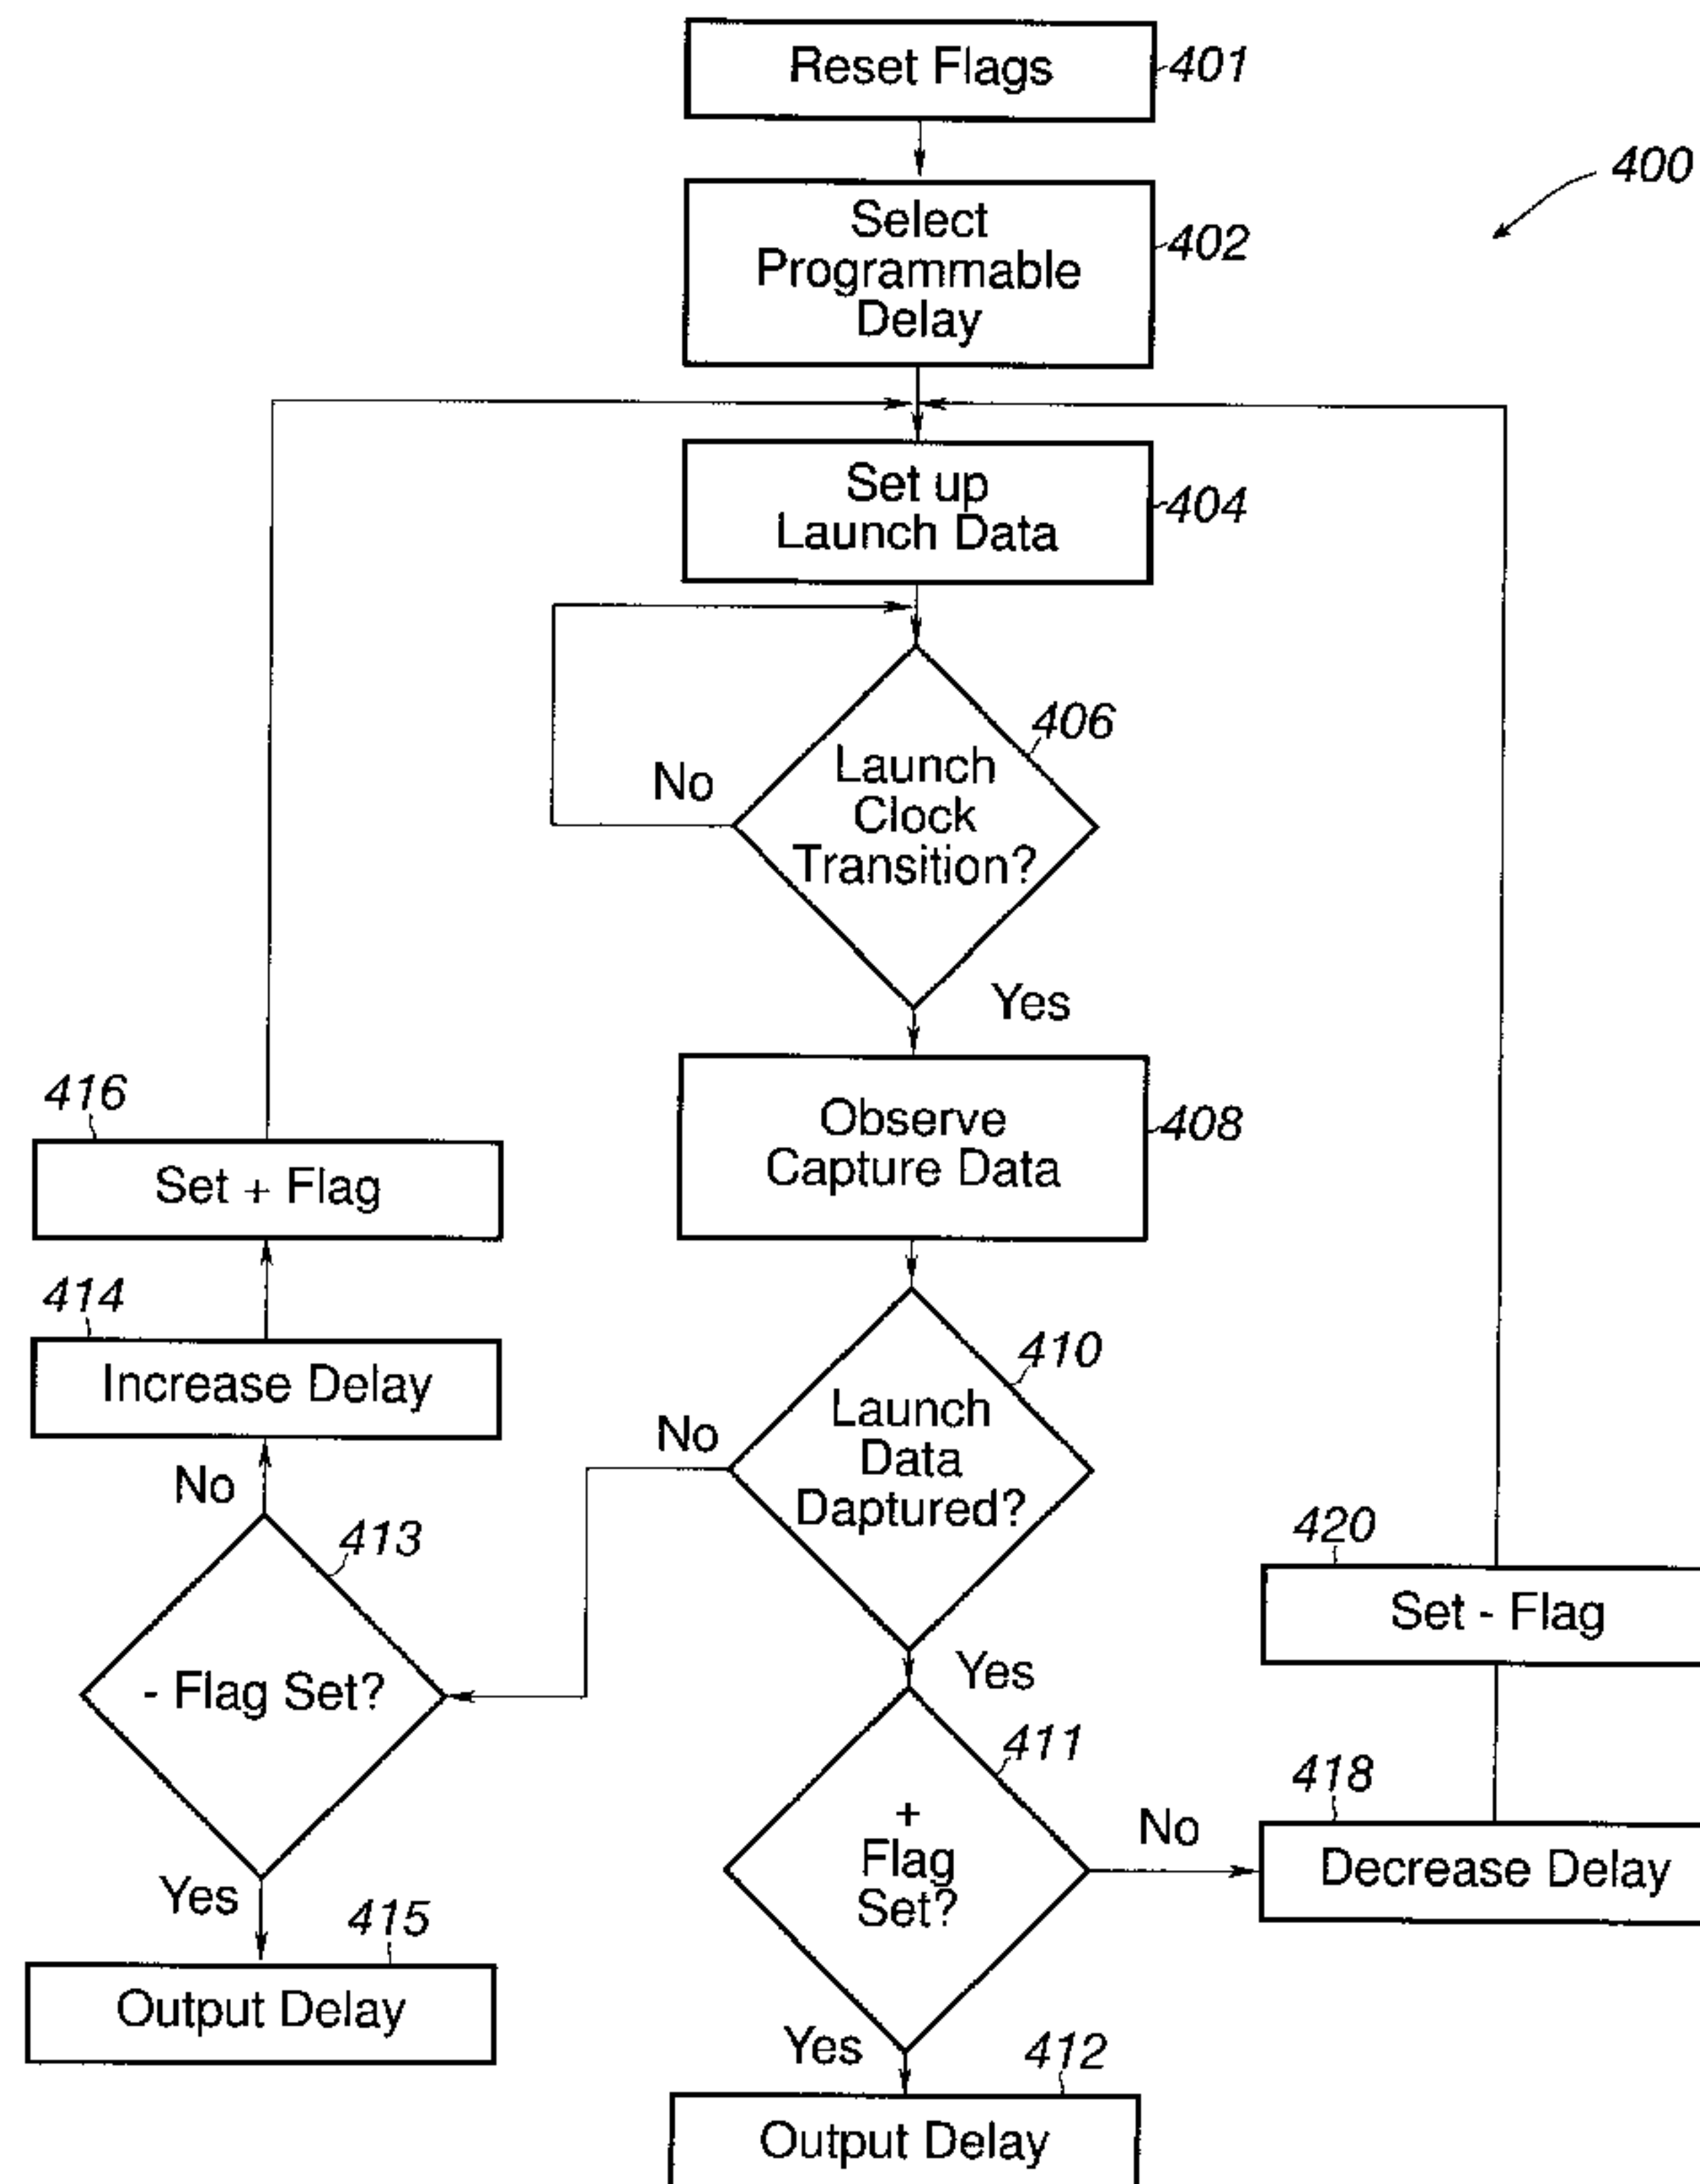 Reset Flags
401
400
Select
Programmable
Delay
402
Set up
Launch Data
404
406
Launch
Clock
Transition?
No
Yes
416
Set + Flag
Observe
Capture Data
408
414
Increase Delay
410
Launch
Data
Daptured?
No
No
413
- Flag Set?
420
Set - Flag
Yes
411
+
Flag
Set?
No
418
Decrease Delay
Yes
415
Output Delay
Yes
412
Output Delay